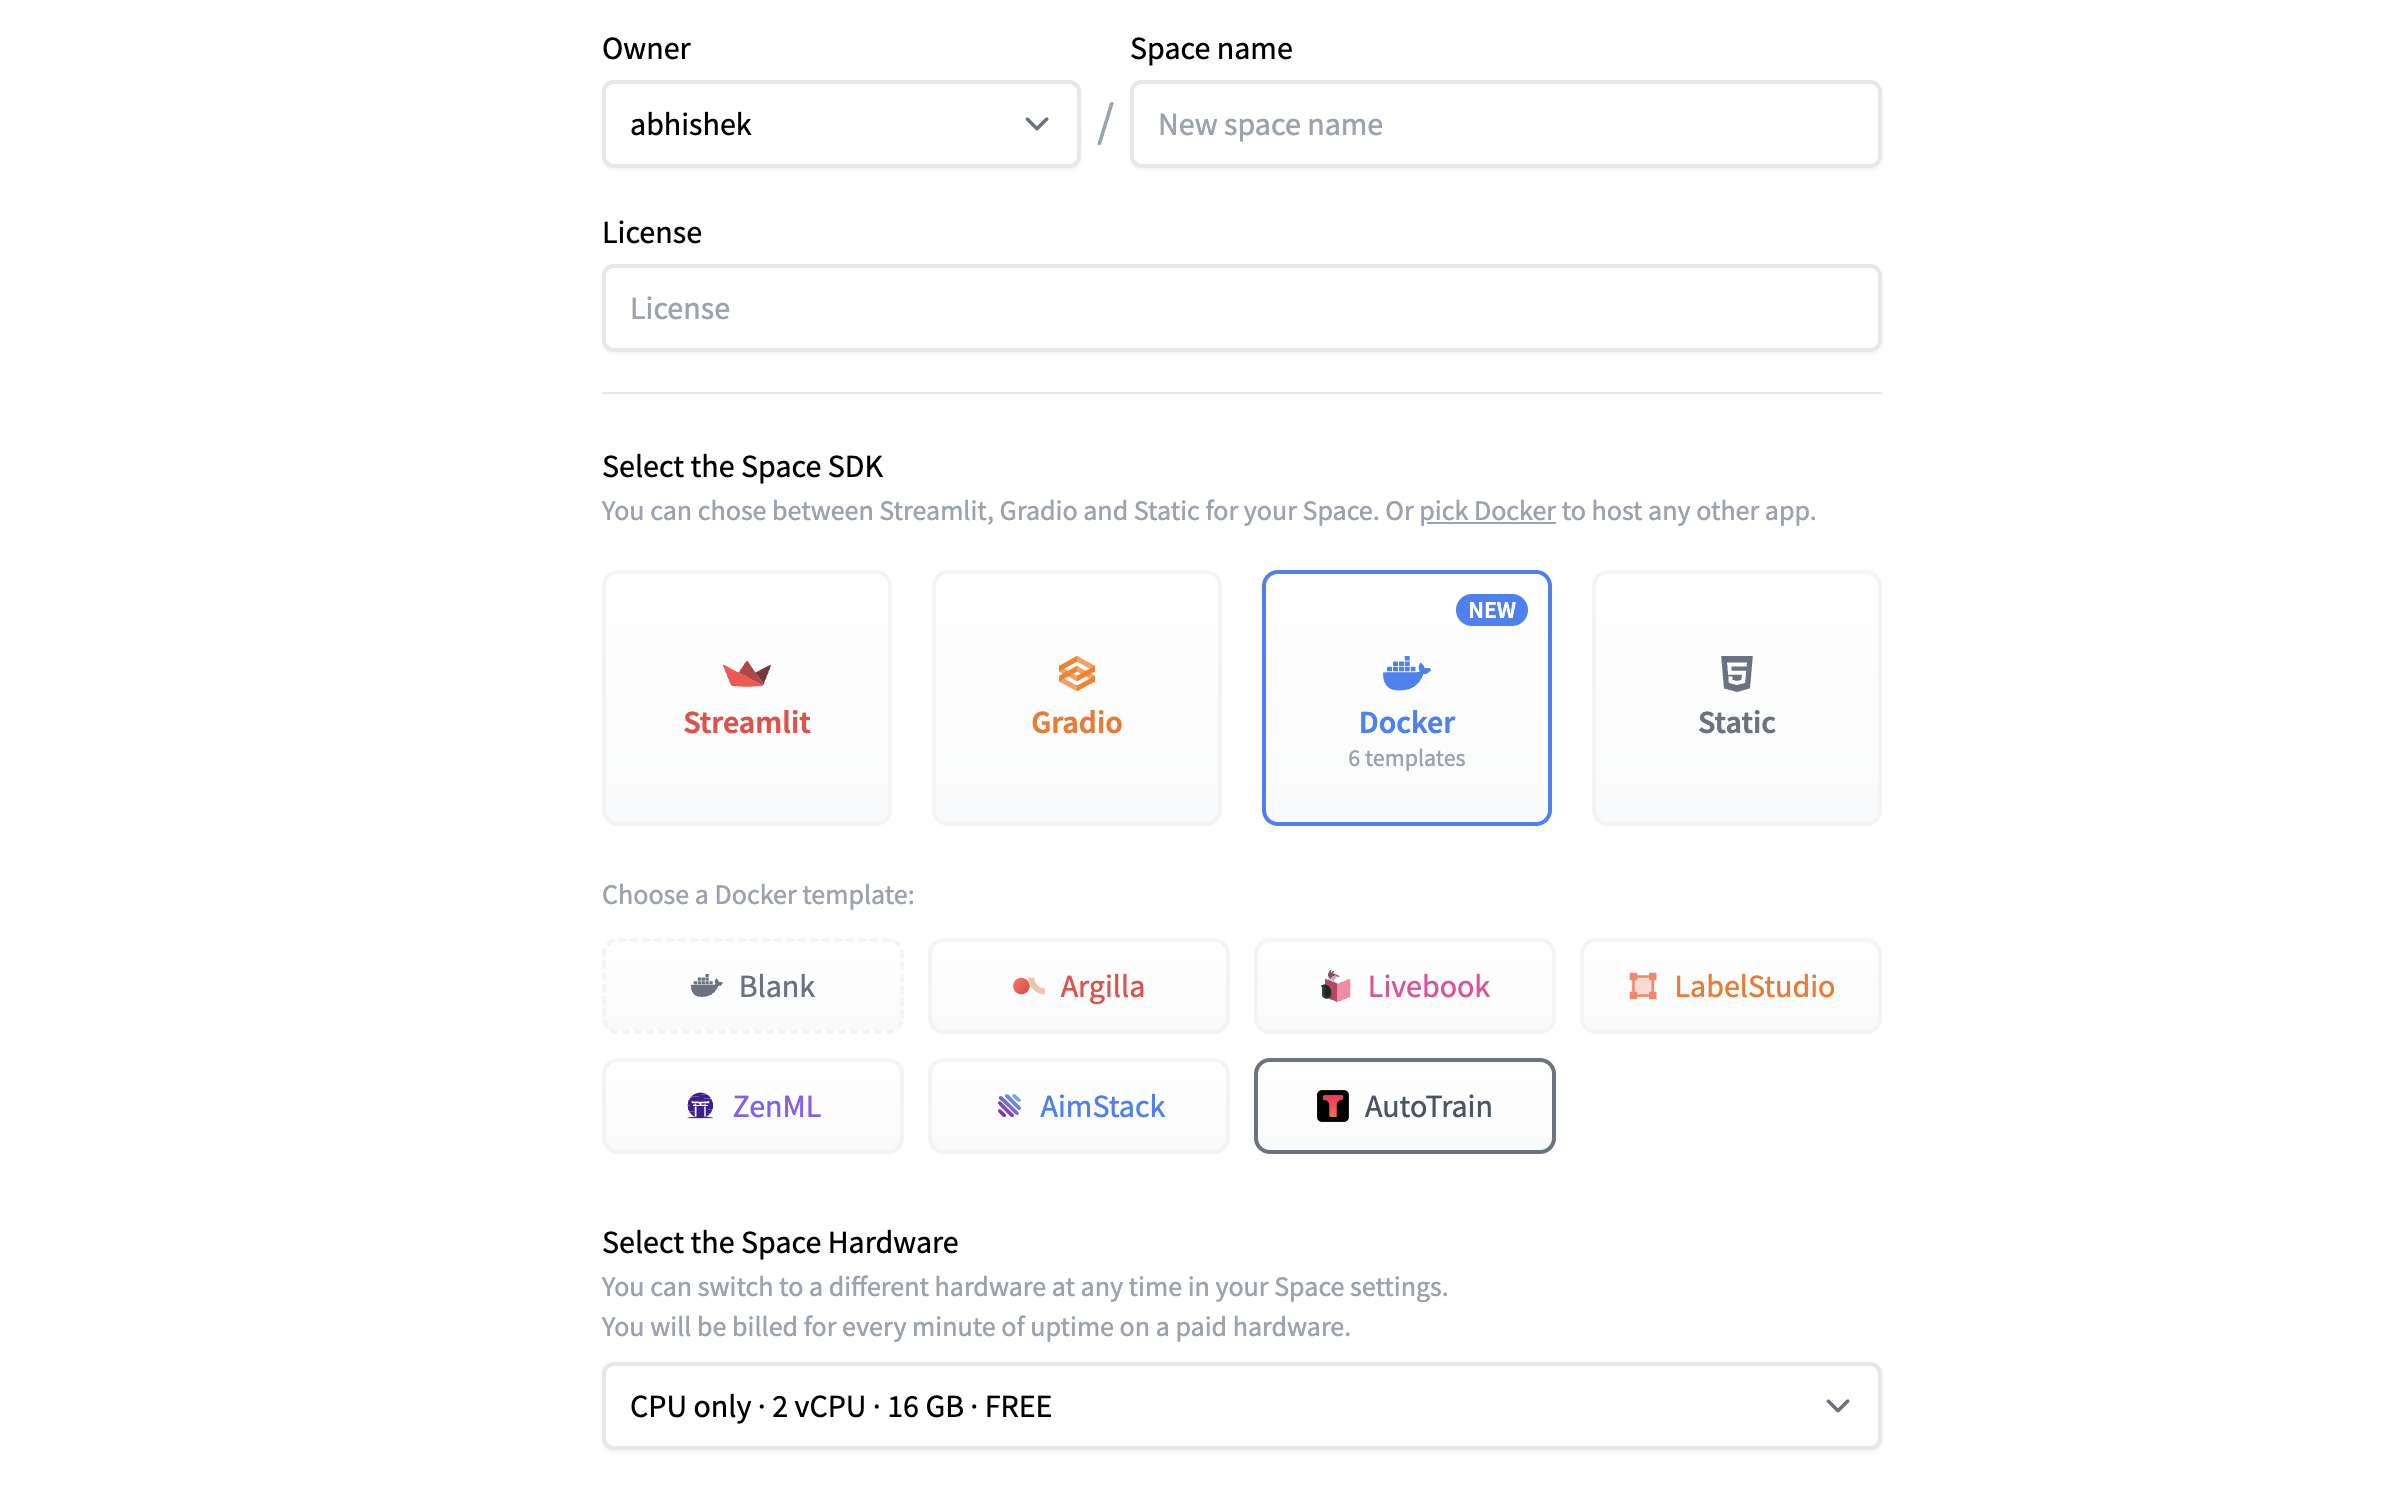 Owner
Space name
abhishek
/
New space name
License
License
Select the Space SDK
You can chose between Streamlit, Gradio and Static for your Space. Or pick Docker to host any other app.
Streamlit
Gradio
NEW
Docker
6 templates
Static
Choose a Docker template:
Blank
Argilla
Livebook
LabelStudio
ZenML
AimStack
AutoTrain
Select the Space Hardware
You can switch to a different hardware at any time in your Space settings.
You will be billed for every minute of uptime on a paid hardware.
CPU only · 2 vCPU · 16 GB · FREE